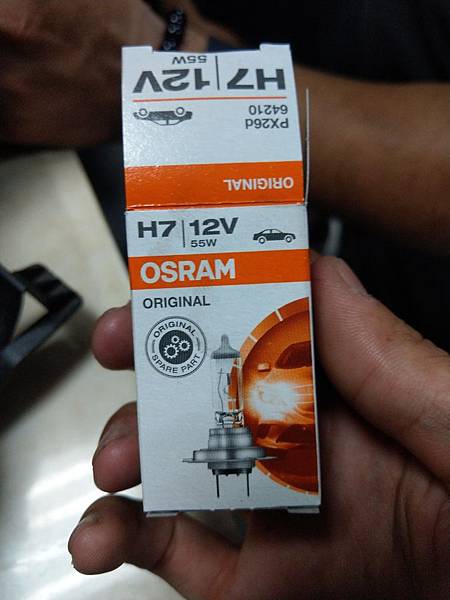 H7 12V
55W
PX26d
64210
ORIGINAL
H7 12V
55W
OSRAM
ORIGINAL
ORIGINAL
SPARE PART